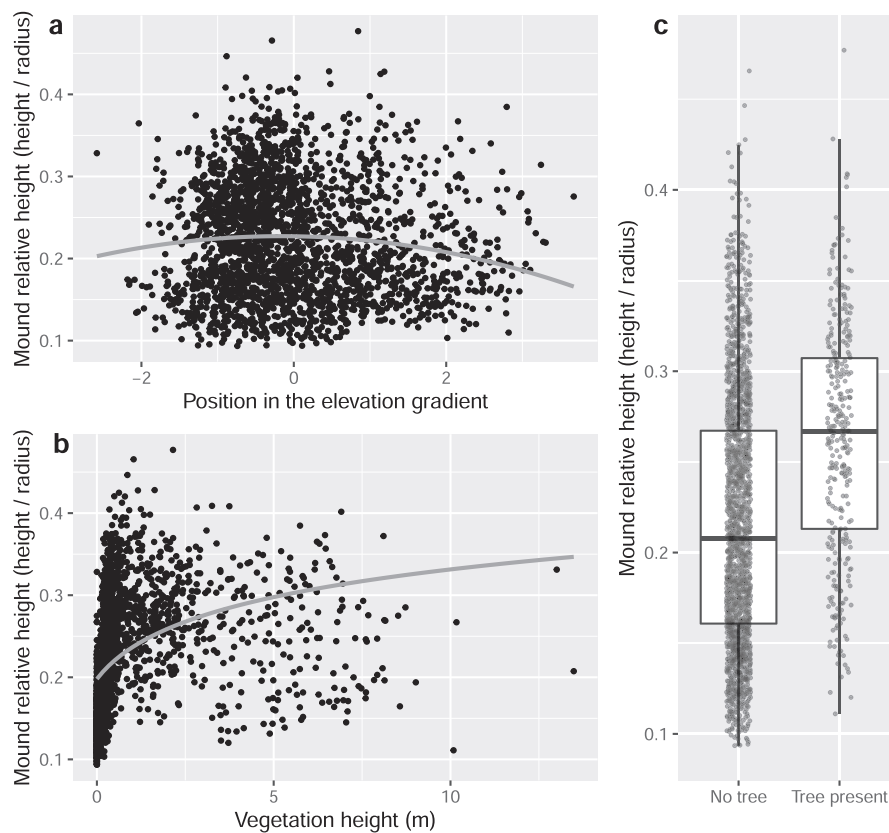 a
Mound relative height (height / radius)
0.4
0.3
0.2
0.1
−2
0
2
Position in the elevation gradient
b
Mound relative height (height / radius)
0.4
0.3
0.2
0.1
0
5
10
Vegetation height (m)
c
Mound relative height (height / radius)
0.4
0.3
0.2
0.1
No tree
Tree present